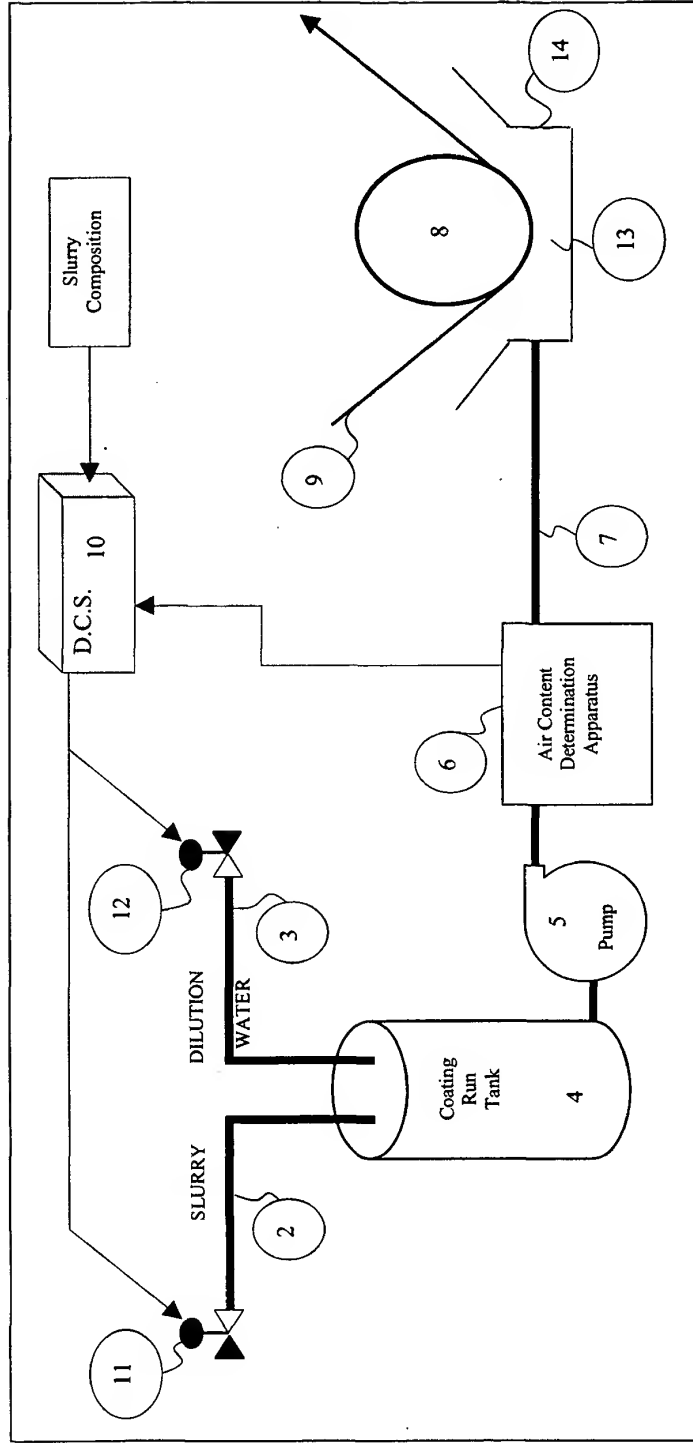 Slurry
Composition
D.C.S. 10
11
12
SLURRY
DILUTION
WATER
2
3
9
8
6
Coating
Run
Tank
4
5
Pump
Air Content
Determination
Apparatus
7
14
13